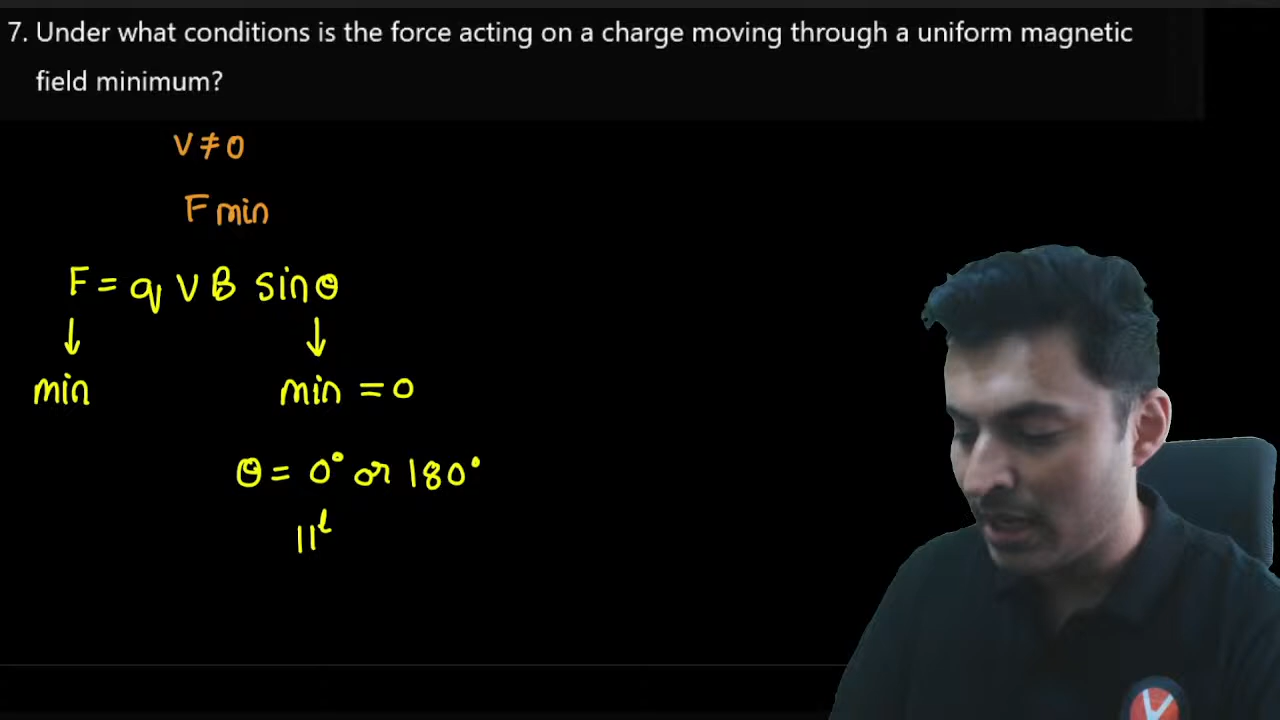 7. Under what conditions is the force acting on a charge moving through a uniform magnetic
field minimum?
V ≠ 0
F min
F = q V B sin θ
↓ ↓
min min = 0
θ = 0° or 180°
11ˡ